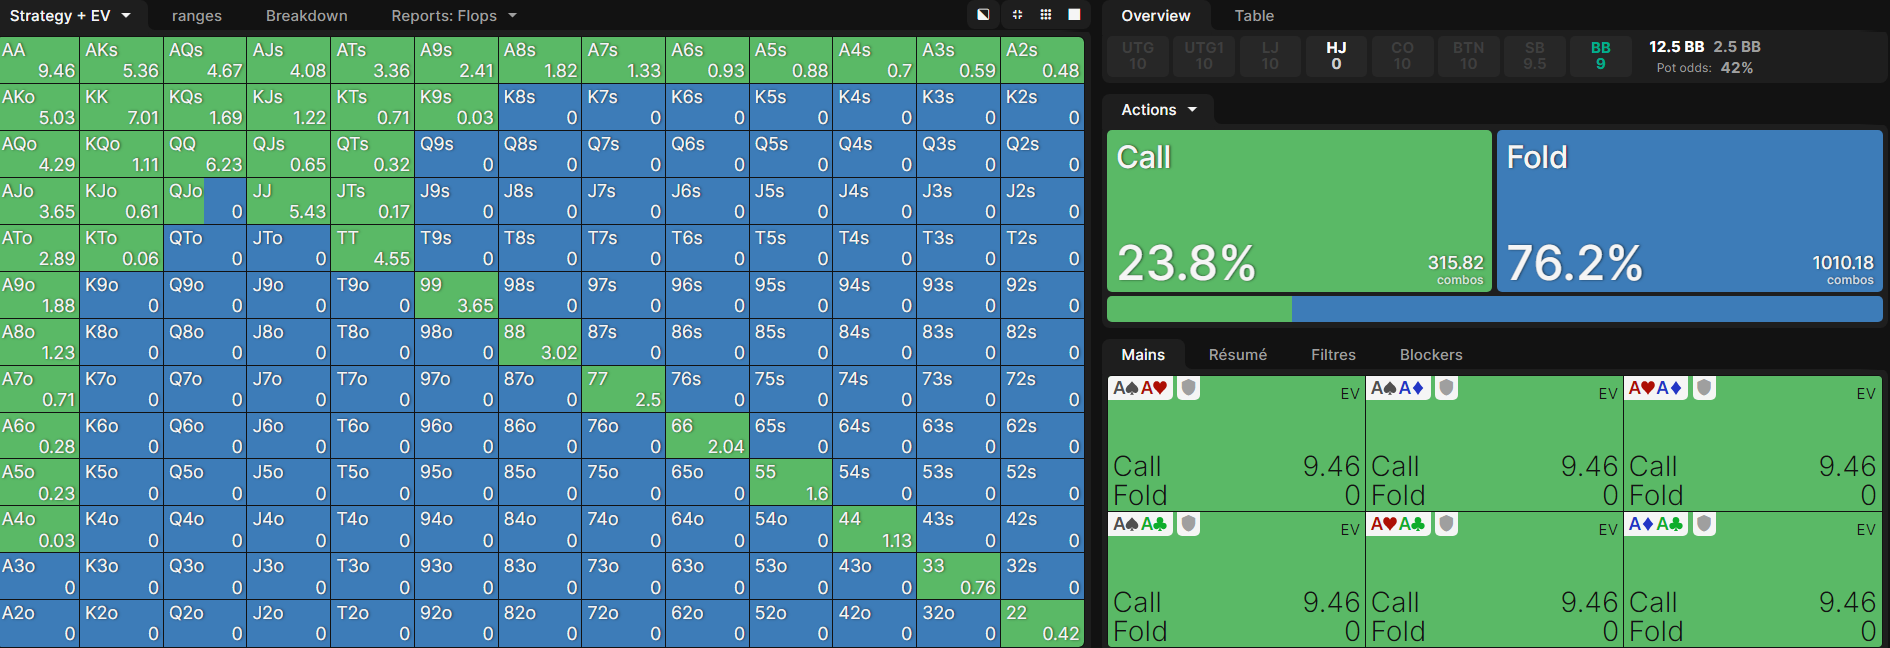 Strategy + EV ranges Breakdown Reports: Flops
AA AKs AQs AJs ATs A9s A8s A7s A6s A5s A4s A3s A2s
9.46 5.36 4.67 4.08 3.36 2.41 1.82 1.33 0.93 0.88 0.7 0.59 0.48
AKo KK KQs KJs KTs K9s K8s K7s K6s K5s K4s K3s K2s
5.03 7.01 1.69 1.22 0.71 0.03 0 0 0 0 0 0 0
AQo KQo QQ QJs QTs Q9s Q8s Q7s Q6s Q5s Q4s Q3s Q2s
4.29 1.11 6.23 0.65 0.32 0 0 0 0 0 0 0 0
AJo KJo QJo JJ JTs J9s J8s J7s J6s J5s J4s J3s J2s
3.65 0.61 0 5.43 0.17 0 0 0 0 0 0 0 0
ATo KTo QTo JTo TT T9s T8s T7s T6s T5s T4s T3s T2s
2.89 0.06 0 0 4.55 0 0 0 0 0 0 0 0
A9o K9o Q9o J9o T9o 99 98s 97s 96s 95s 94s 93s 92s
1.88 0 0 0 0 3.65 0 0 0 0 0 0 0
A8o K8o Q8o J8o T8o 98o 88 87s 86s 85s 84s 83s 82s
1.23 0 0 0 0 0 3.02 0 0 0 0 0 0
A7o K7o Q7o J7o T7o 97o 87o 77 76s 75s 74s 73s 72s
0.71 0 0 0 0 0 0 2.5 0 0 0 0 0
A6o K6o Q6o J6o T6o 96o 86o 76o 66 65s 64s 63s 62s
0.28 0 0 0 0 0 0 0 2.04 0 0 0 0
A5o K5o Q5o J5o T5o 95o 85o 75o 65o 55 54s 53s 52s
0.23 0 0 0 0 0 0 0 0 1.6 0 0 0
A4o K4o Q4o J4o T4o 94o 84o 74o 64o 54o 44 43s 42s
0.03 0 0 0 0 0 0 0 0 0 1.13 0 0
A3o K3o Q3o J3o T3o 93o 83o 73o 63o 53o 43o 33 32s
0 0 0 0 0 0 0 0 0 0 0 0.76 0
A2o K2o Q2o J2o T2o 92o 82o 72o 62o 52o 42o 32o 22
0 0 0 0 0 0 0 0 0 0 0 0 0.42
Overview Table
UTG UTG1 LJ HJ CO BTN SB BB
10 10 10 0 10 10 9.5 9
12.5 BB 2.5 BB
Pot odds: 42%
Actions
Call Fold
23.8% 315.82 combos 76.2% 1010.18 combos
Mains Résumé Filtres Blockers
A♠A♥ EV A♠A♦ EV A♥A♦ EV
Call 9.46 Call 9.46 Call 9.46
Fold 0 Fold 0 Fold 0
A♠A♣ EV A♥A♣ EV A♦A♣ EV
Call 9.46 Call 9.46 Call 9.46
Fold 0 Fold 0 Fold 0